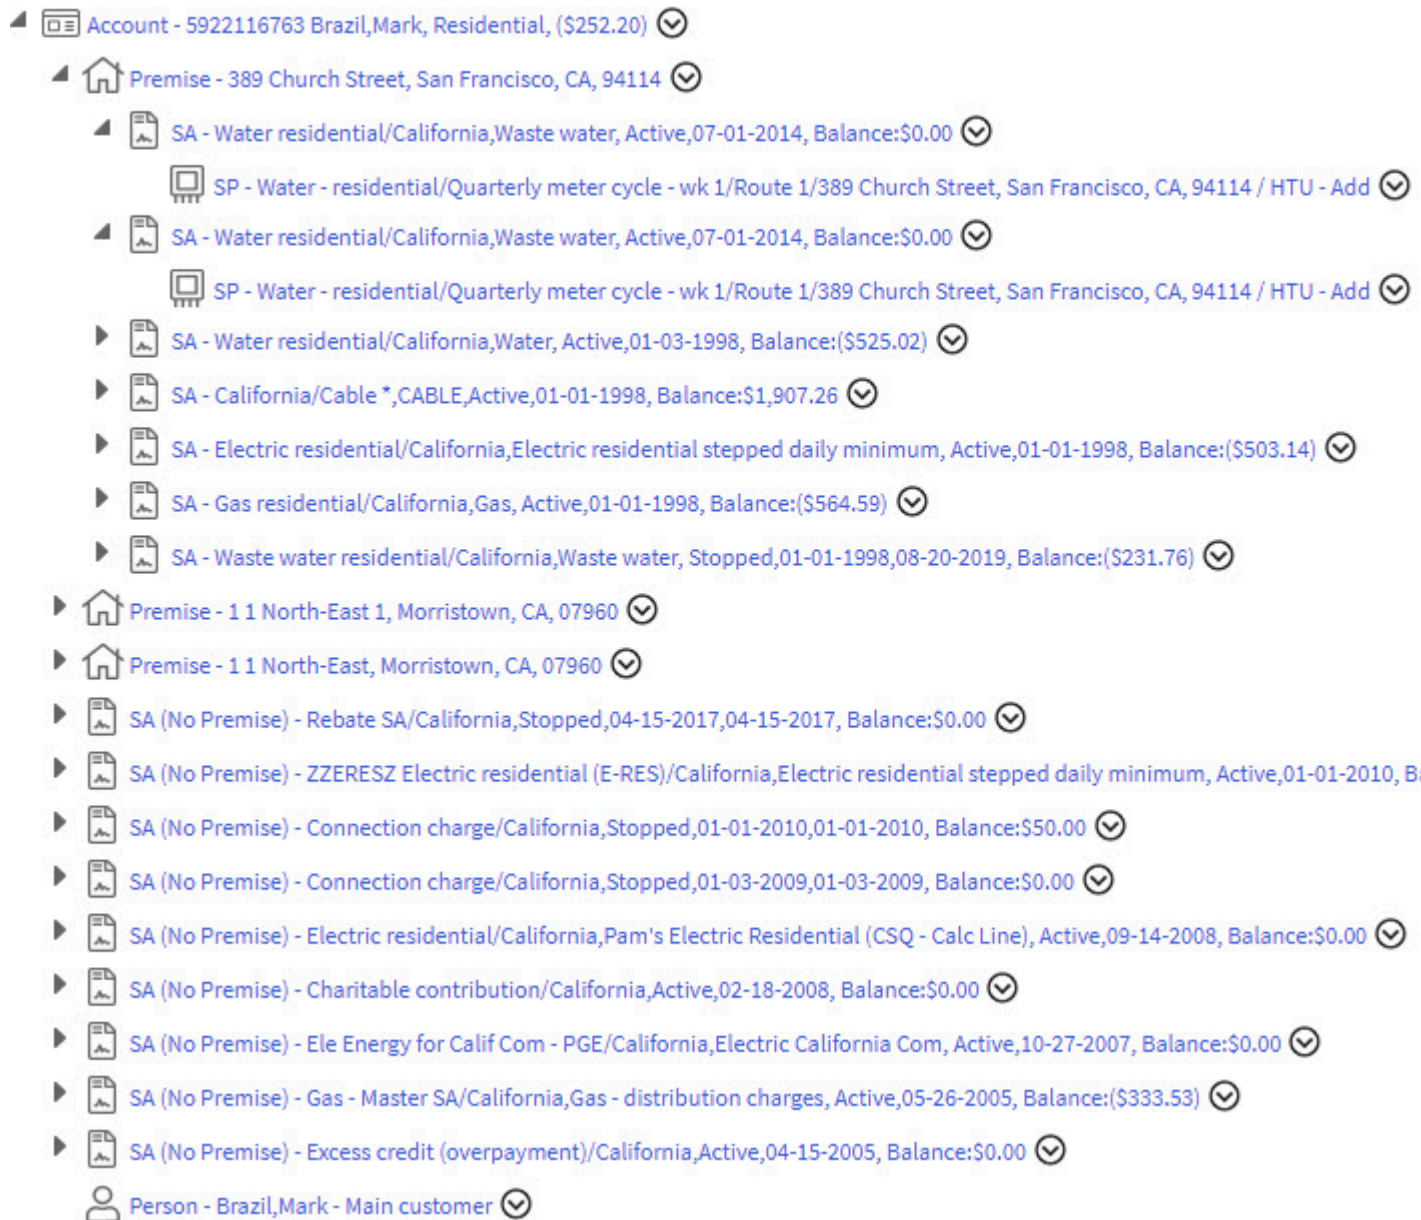 Account - 5922116763 Brazil,Mark, Residential, ($252.20)
Premise - 389 Church Street, San Francisco, CA, 94114
SA - Water residential/California,Waste water, Active,07-01-2014, Balance:$0.00
SP - Water - residential/Quarterly meter cycle - wk 1/Route 1/389 Church Street, San Francisco, CA, 94114 / HTU - Add
SA - Water residential/California,Waste water, Active,07-01-2014, Balance:$0.00
SP - Water - residential/Quarterly meter cycle - wk 1/Route 1/389 Church Street, San Francisco, CA, 94114 / HTU - Add
SA - Water residential/California,Water, Active,01-03-1998, Balance:($525.02)
SA - California/Cable *,CABLE,Active,01-01-1998, Balance:$1,907.26
SA - Electric residential/California,Electric residential stepped daily minimum, Active,01-01-1998, Balance:($503.14)
SA - Gas residential/California,Gas, Active,01-01-1998, Balance:($564.59)
SA - Waste water residential/California,Waste water, Stopped,01-01-1998,08-20-2019, Balance:($231.76)
Premise - 1 1 North-East 1, Morristown, CA, 07960
Premise - 1 1 North-East, Morristown, CA, 07960
SA (No Premise) - Rebate SA/California,Stopped,04-15-2017,04-15-2017, Balance:$0.00
SA (No Premise) - ZZERESZ Electric residential (E-RES)/California,Electric residential stepped daily minimum, Active,01-01-2010,
SA (No Premise) - Connection charge/California,Stopped,01-01-2010,01-01-2010, Balance:$50.00
SA (No Premise) - Connection charge/California,Stopped,01-03-2009,01-03-2009, Balance:$0.00
SA (No Premise) - Electric residential/California,Pam's Electric Residential (CSQ - Calc Line), Active,09-14-2008, Balance:$0.00
SA (No Premise) - Charitable contribution/California,Active,02-18-2008, Balance:$0.00
SA (No Premise) - Ele Energy for Calif Com - PGE/California,Electric California Com, Active,10-27-2007, Balance:$0.00
SA (No Premise) - Gas - Master SA/California,Gas - distribution charges, Active,05-26-2005, Balance:($333.53)
SA (No Premise) - Excess credit (overpayment)/California,Active,04-15-2005, Balance:$0.00
Person - Brazil,Mark - Main customer